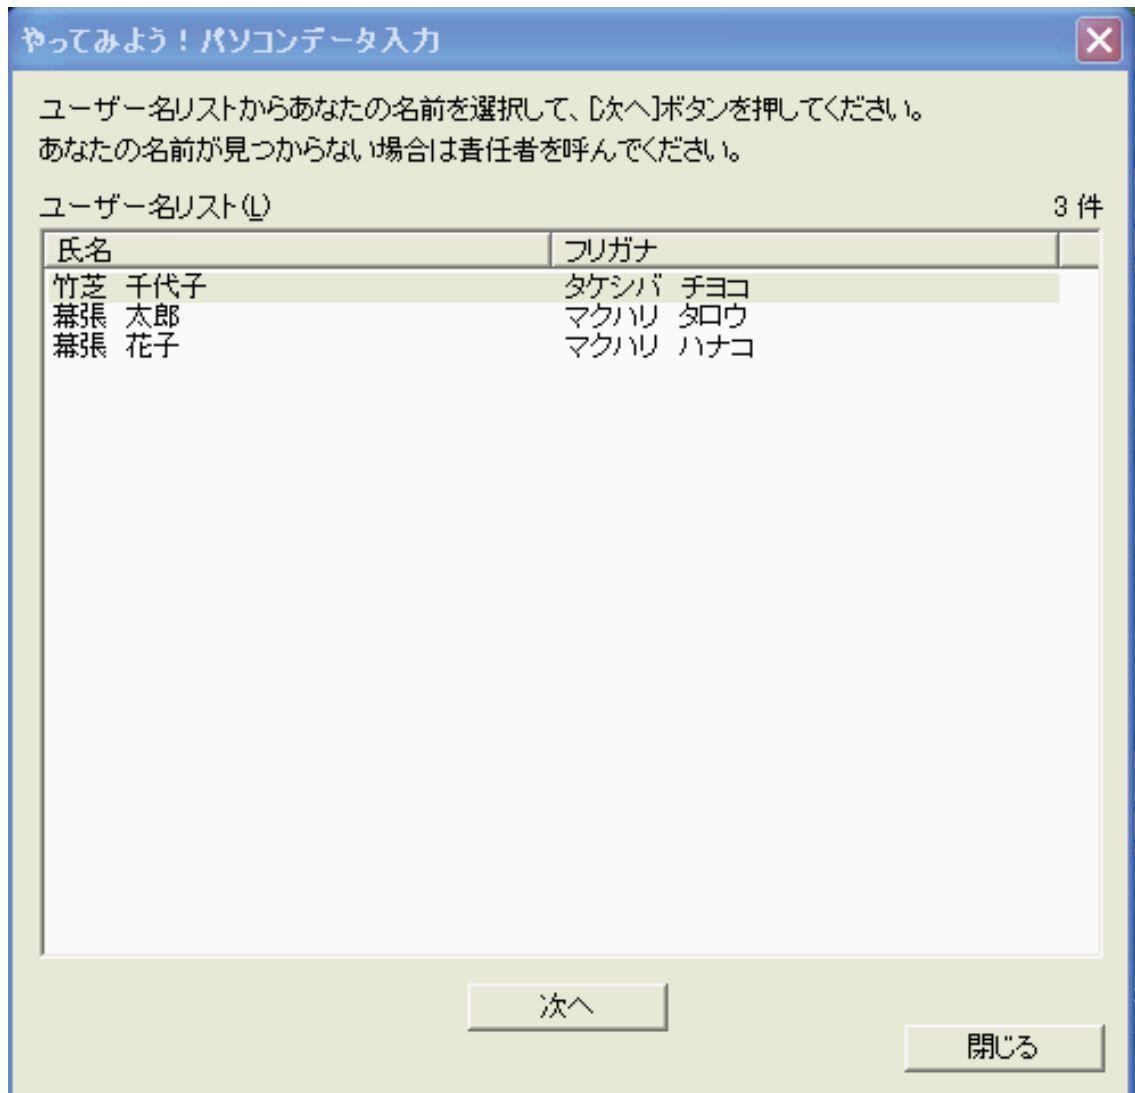 やってみよう!パソコンデータ入力
ユーザー名リストからあなたの名前を選択して、[次へ]ボタンを押してください。
あなたの名前が見つからない場合は責任者を呼んでください。
ユーザー名リスト(L) 3 件
氏名 フリガナ
竹芝 千代子 タケシバ チヨコ
幕張 太郎 マクハリ タロウ
幕張 花子 マクハリ ハナコ
次へ
閉じる